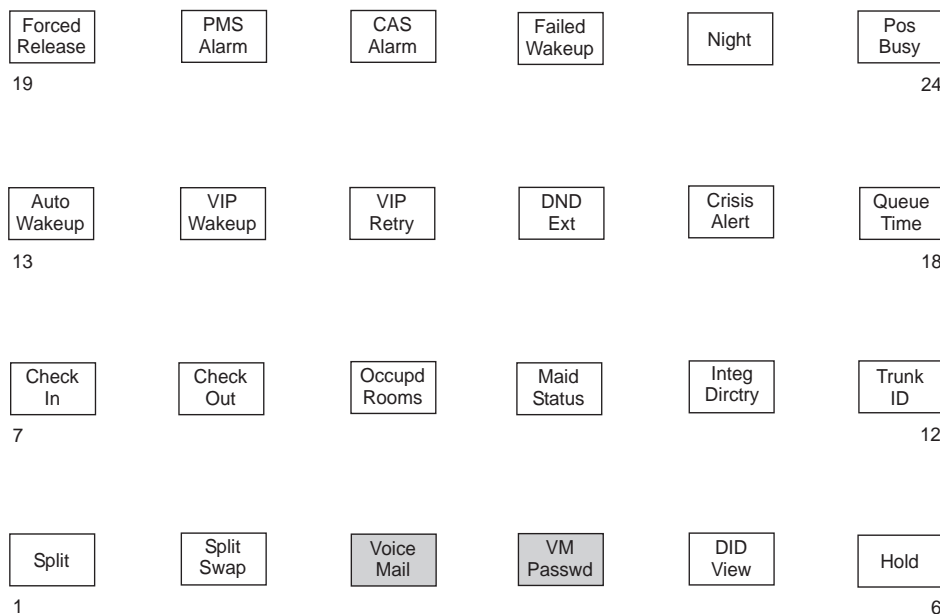 Forced Release
PMS Alarm
CAS Alarm
Failed Wakeup
Night
Pos Busy
19
24
Auto Wakeup
VIP Wakeup
VIP Retry
DND Ext
Crisis Alert
Queue Time
13
18
Check In
Check Out
Occupd Rooms
Maid Status
Integ Dirctry
Trunk ID
7
12
Split
Split Swap
Voice Mail
VM Passwd
DID View
Hold
1
6